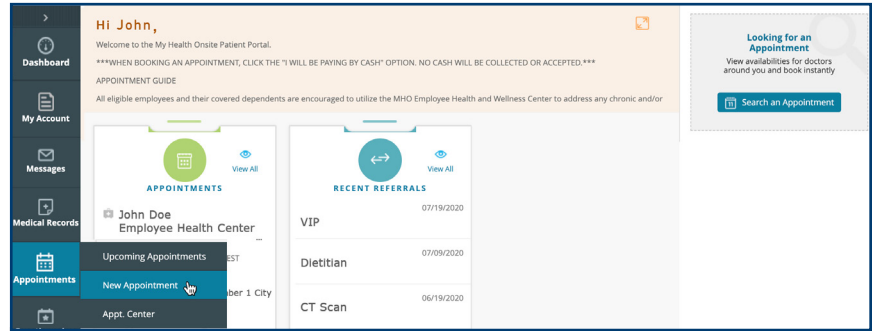 >
Hi John,
Welcome to the My Health Onsite Patient Portal.
***WHEN BOOKING AN APPOINTMENT, CLICK THE "I WILL BE PAYING BY CASH" OPTION. NO CASH WILL BE COLLECTED OR ACCEPTED.***
APPOINTMENT GUIDE
All eligible employees and their covered dependents are encouraged to utilize the MHO Employee Health and Wellness Center to address any chronic and/or
Looking for an
Appointment
View availabilities for doctors
around you and book instantly
11 Search an Appointment
Dashboard
My Account
Messages
Medical Records
Appointments
View All
APPOINTMENTS
John Doe
Employee Health Center
...
EST
Number 1 City
Upcoming Appointments
New Appointment
Appt. Center
View All
RECENT REFERRALS
07/19/2020
VIP
07/09/2020
Dietitian
06/19/2020
CT Scan